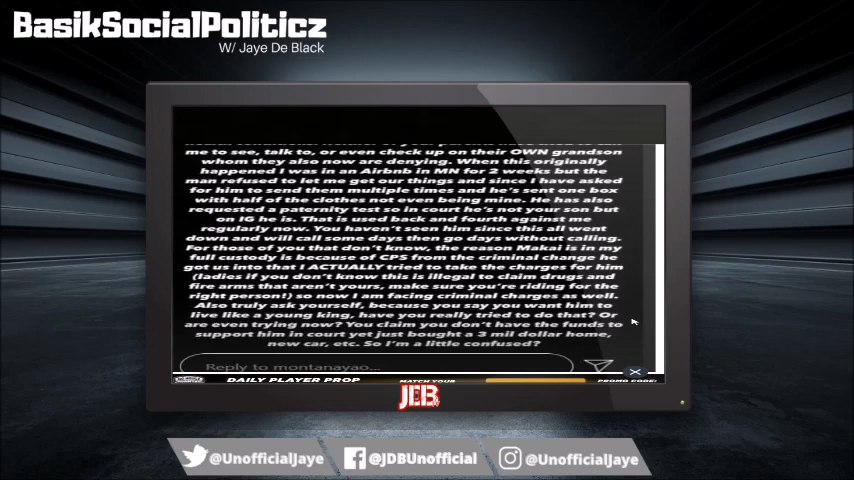 BasikSocialPoliticz
W/ Jaye De Black
me to see, talk to, or even check up on their OWN grandson
whom they also now are denying. When this originally
happened I was in an Airbnb in MN for 2 weeks but the
man refused to let me get our things and since I have asked
for him to send them multiple times and he's sent one box
with half of the clothes not even being mine. He has also
requested a paternity test so in court he's not your son but
on IG he is. That is used back and fourth against me
regularly now. You haven't seen him since this all went
down and will call some days then go days without calling.
For those of you that don't know, the reason Makai is in my
full custody is because of CPS from the criminal change he
got us into that I ACTUALLY tried to take the charges for him
(ladies if you don't know this is illegal to claim drugs and
fire arms that aren't yours, make sure you're riding for the
right person!) so now I am facing criminal charges as well.
Also truly ask yourself, because you say you want him to
live like a young king, have you really tried to do that? Or
are even trying now? You claim you don't have the funds to
support him in court yet just bought a 3 mil dollar home,
new car, etc. So I'm a little confused?
Reply to montanayao...
DAILY PLAYER PROP
MATCH YOUR
PROMO CODE:
JEB
@UnofficialJaye
@JDBUnofficial
@UnofficialJaye